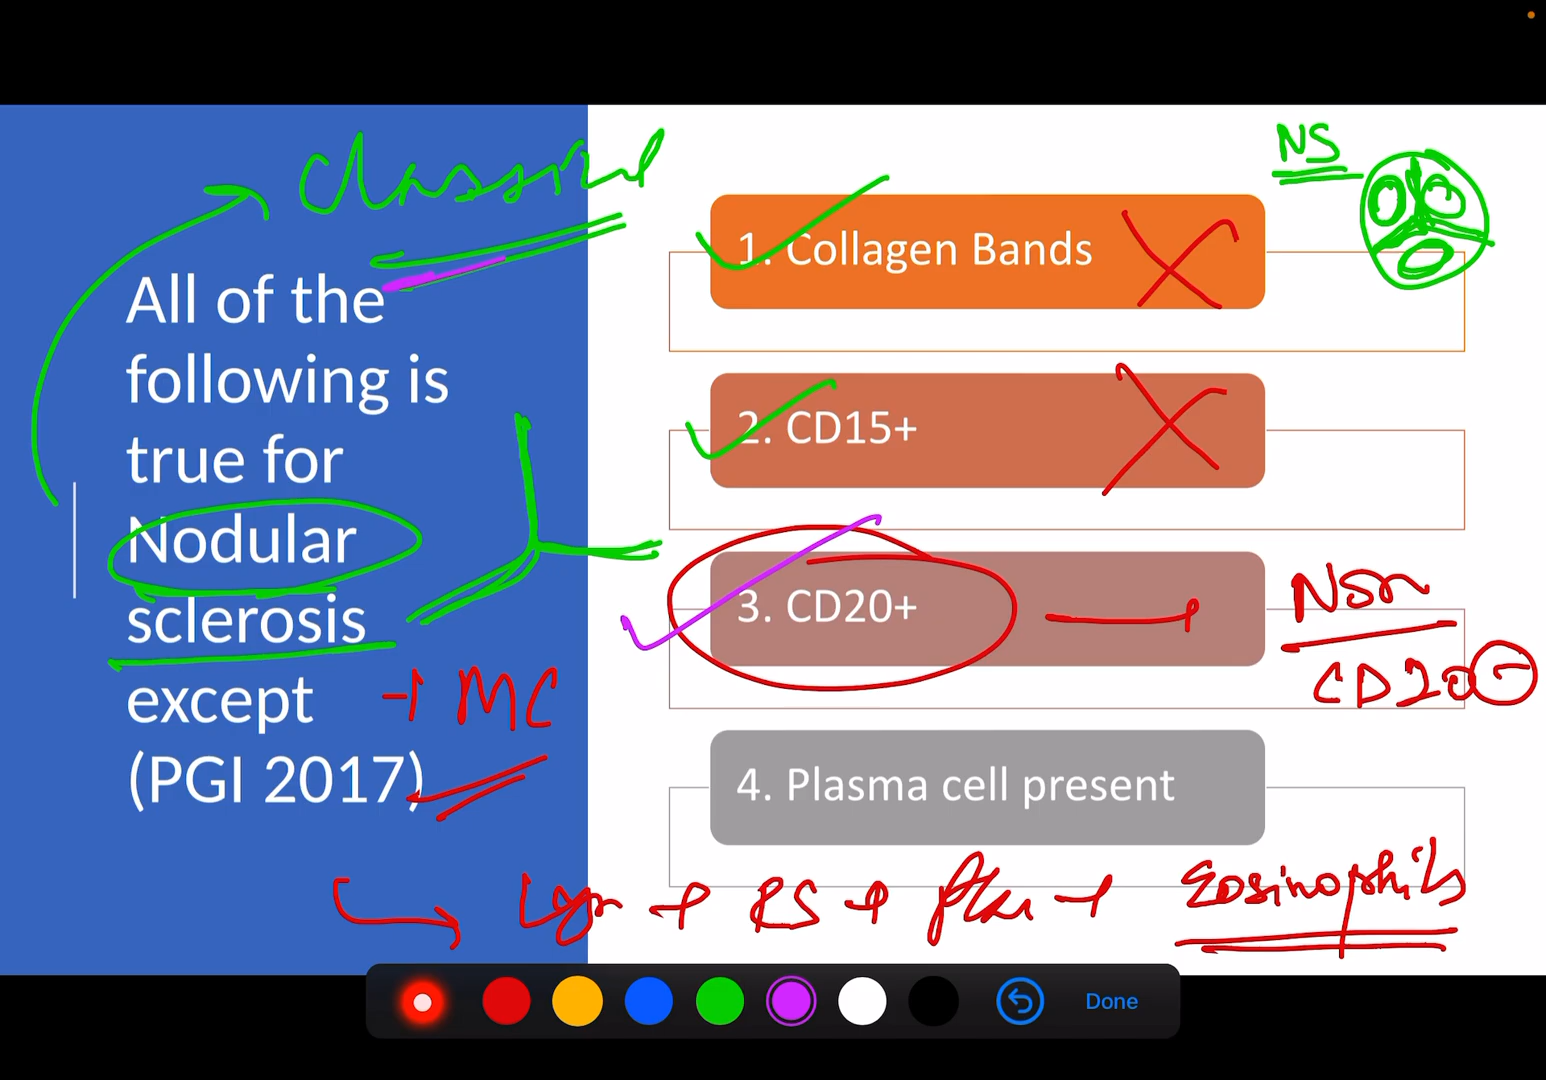 Classical
NS
All of the
following is
true for
Nodular
sclerosis
except
(PGI 2017)
MC
1. Collagen Bands
2. CD15+
3. CD20+
CD20 -
4. Plasma cell present
+ RS + + Eosinophils
Done